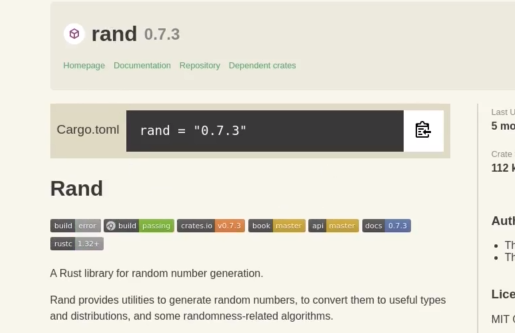 rand 0.7.3
Homepage Documentation Repository Dependent crates
Cargo.toml rand = "0.7.3"
Rand
build error build passing crates.io v0.7.3 book master api master docs 0.7.3
rustc 1.32+
A Rust library for random number generation.
Rand provides utilities to generate random numbers, to convert them to useful types
and distributions, and some randomness-related algorithms.
Last U
5 mo
Crate
112 k
Auth
Th
Th
Lice
MIT